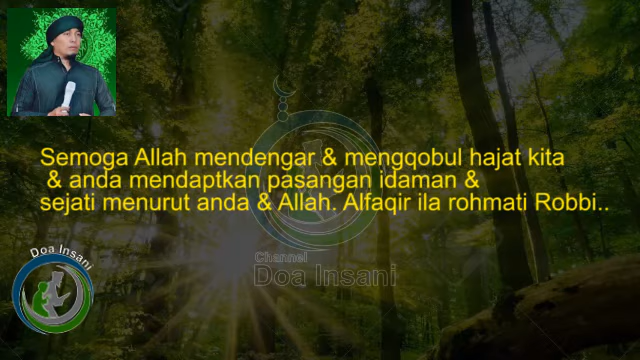 Semoga Allah mendengar & mengqobul hajat kita
& anda mendaptkan pasangan idaman &
sejati menurut anda & Allah. Alfaqir ila rohmati Robbi..
Channel
Doa Insani
Doa Insani